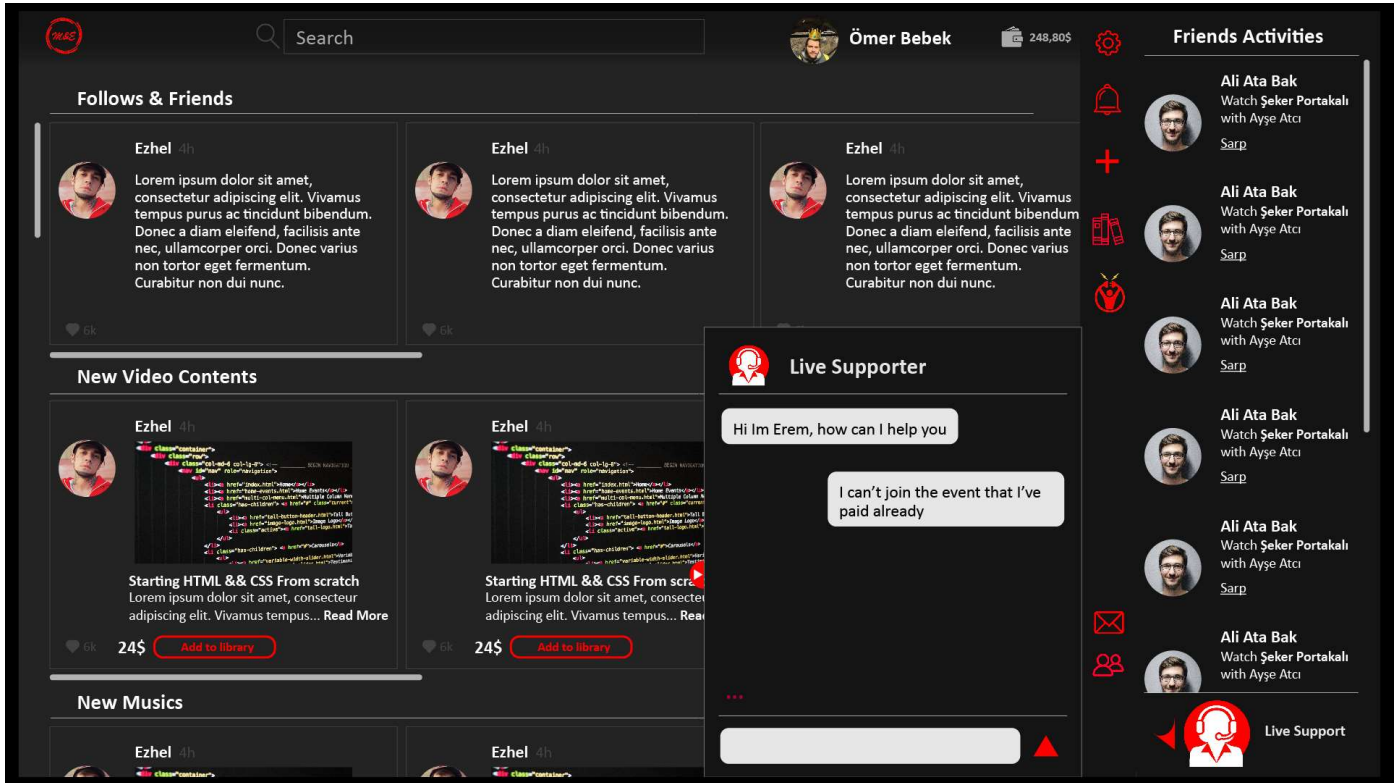 M&E
Search
Ömer Bebek
248,80$
Follows & Friends
Ezhel 4h
Lorem ipsum dolor sit amet,
consectetur adipiscing elit. Vivamus
tempus purus ac tincidunt bibendum.
Donec a diam eleifend, facilisis ante
nec, ullamcorper orci. Donec varius
non tortor eget fermentum.
Curabitur non dui nunc.
6k
Ezhel 4h
Lorem ipsum dolor sit amet,
consectetur adipiscing elit. Vivamus
tempus purus ac tincidunt bibendum.
Donec a diam eleifend, facilisis ante
nec, ullamcorper orci. Donec varius
non tortor eget fermentum.
Curabitur non dui nunc.
6k
Ezhel 4h
Lorem ipsum dolor sit amet,
consectetur adipiscing elit. Vivamus
tempus purus ac tincidunt bibendum
Donec a diam eleifend, facilisis ante
nec, ullamcorper orci. Donec varius
non tortor eget fermentum.
Curabitur non dui nunc.
New Video Contents
Ezhel 4h
Starting HTML && CSS From scratch
Lorem ipsum dolor sit amet, consectetur
adipiscing elit. Vivamus tempus... Read More
6k 24$ Add to library
Ezhel 4h
Starting HTML && CSS From scra
Lorem ipsum dolor sit amet, consectetu
adipiscing elit. Vivamus tempus... Rea
6k 24$ Add to library
New Musics
Ezhel 4h
Ezhel 4h
Live Supporter
Hi Im Erem, how can I help you
I can't join the event that I've
paid already
...
Friends Activities
Ali Ata Bak
Watch Şeker Portakalı
with Ayşe Atcı
Sarp
Ali Ata Bak
Watch Şeker Portakalı
with Ayşe Atcı
Sarp
Ali Ata Bak
Watch Şeker Portakalı
with Ayşe Atcı
Sarp
Ali Ata Bak
Watch Şeker Portakalı
with Ayşe Atcı
Sarp
Ali Ata Bak
Watch Şeker Portakalı
with Ayşe Atcı
Sarp
Ali Ata Bak
Watch Şeker Portakalı
with Ayşe Atcı
Live Support